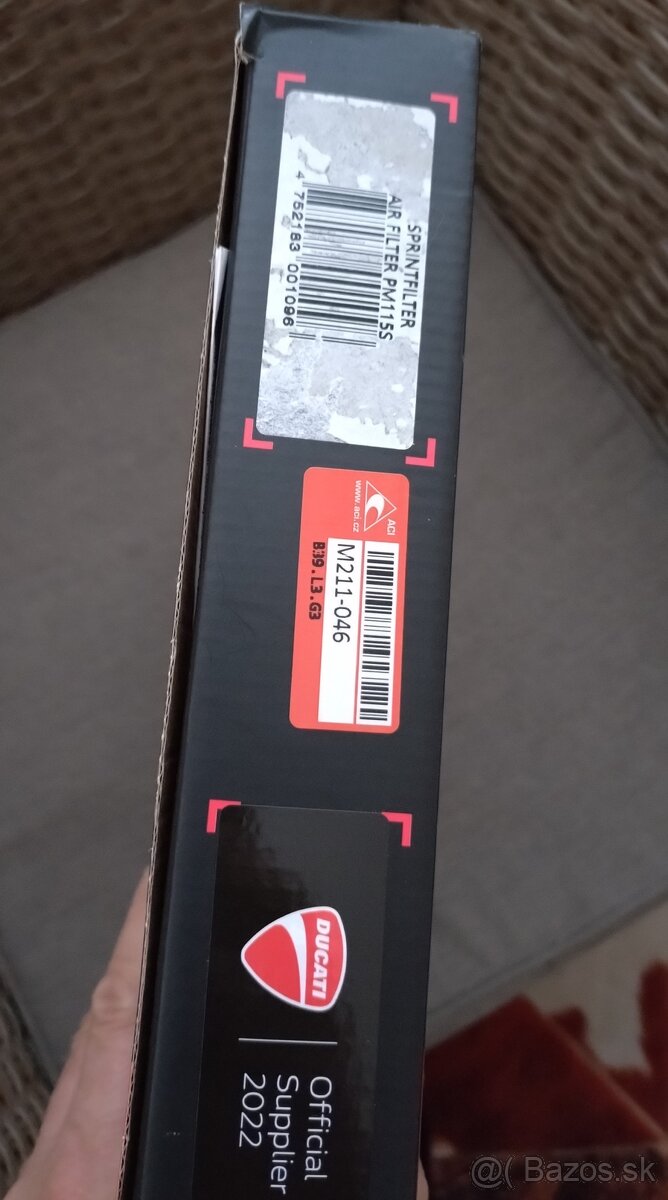 SPRINTFILTER
AIR FILTER PM115S
4 752183 001096
ACI
www.aci.cz
M211-046
B39.L3.G3
DUCATI
Official
Supplier
2022
@( Bazos.sk